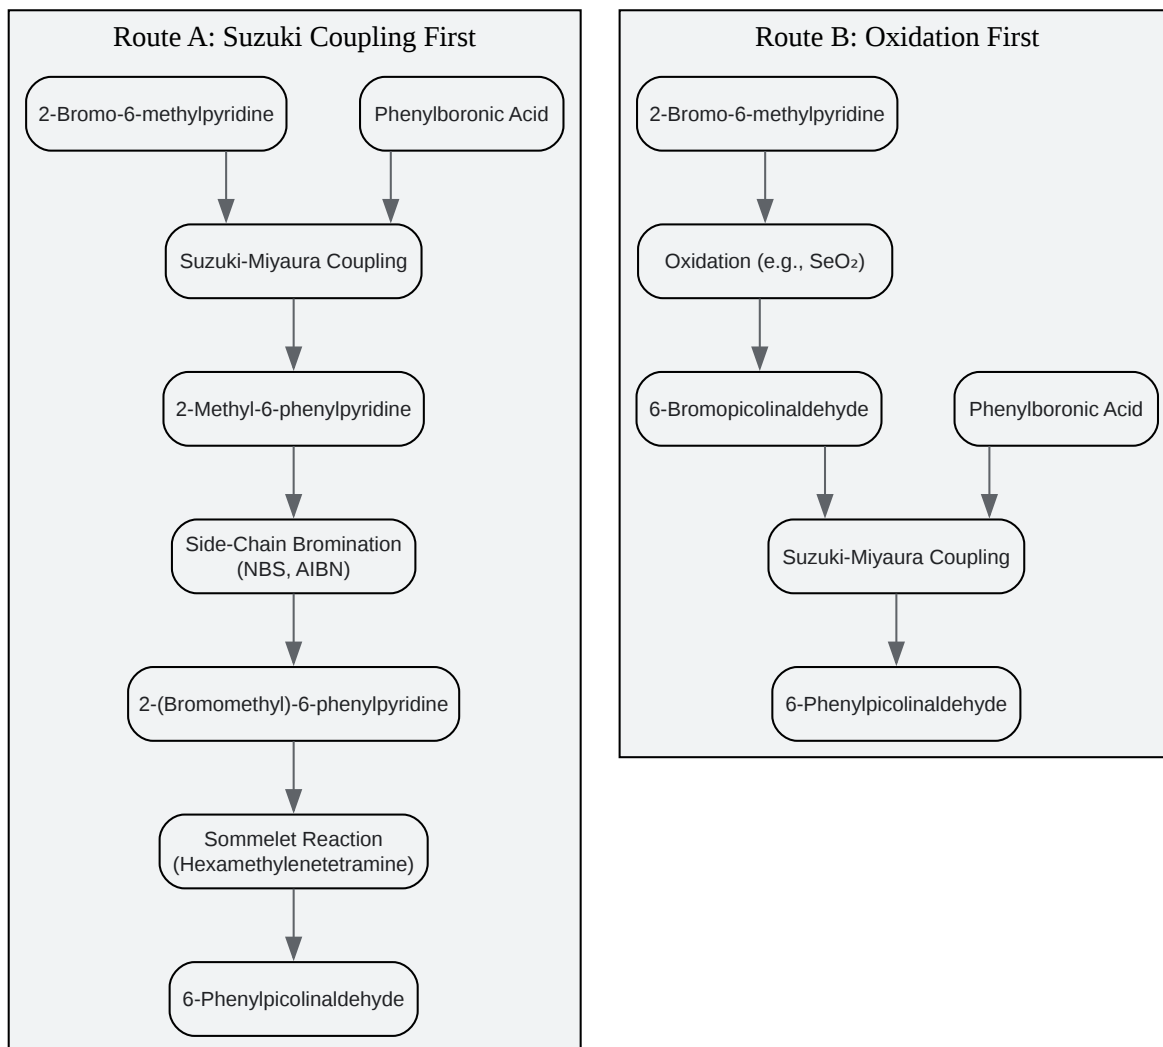 Route A: Suzuki Coupling First
2-Bromo-6-methylpyridine
Phenylboronic Acid
Suzuki-Miyaura Coupling
2-Methyl-6-phenylpyridine
Side-Chain Bromination
(NBS, AIBN)
2-(Bromomethyl)-6-phenylpyridine
Sommelet Reaction
(Hexamethylenetetramine)
6-Phenylpicolinaldehyde
Route B: Oxidation First
2-Bromo-6-methylpyridine
Oxidation (e.g., SeO₂)
6-Bromopicolinaldehyde
Phenylboronic Acid
Suzuki-Miyaura Coupling
6-Phenylpicolinaldehyde